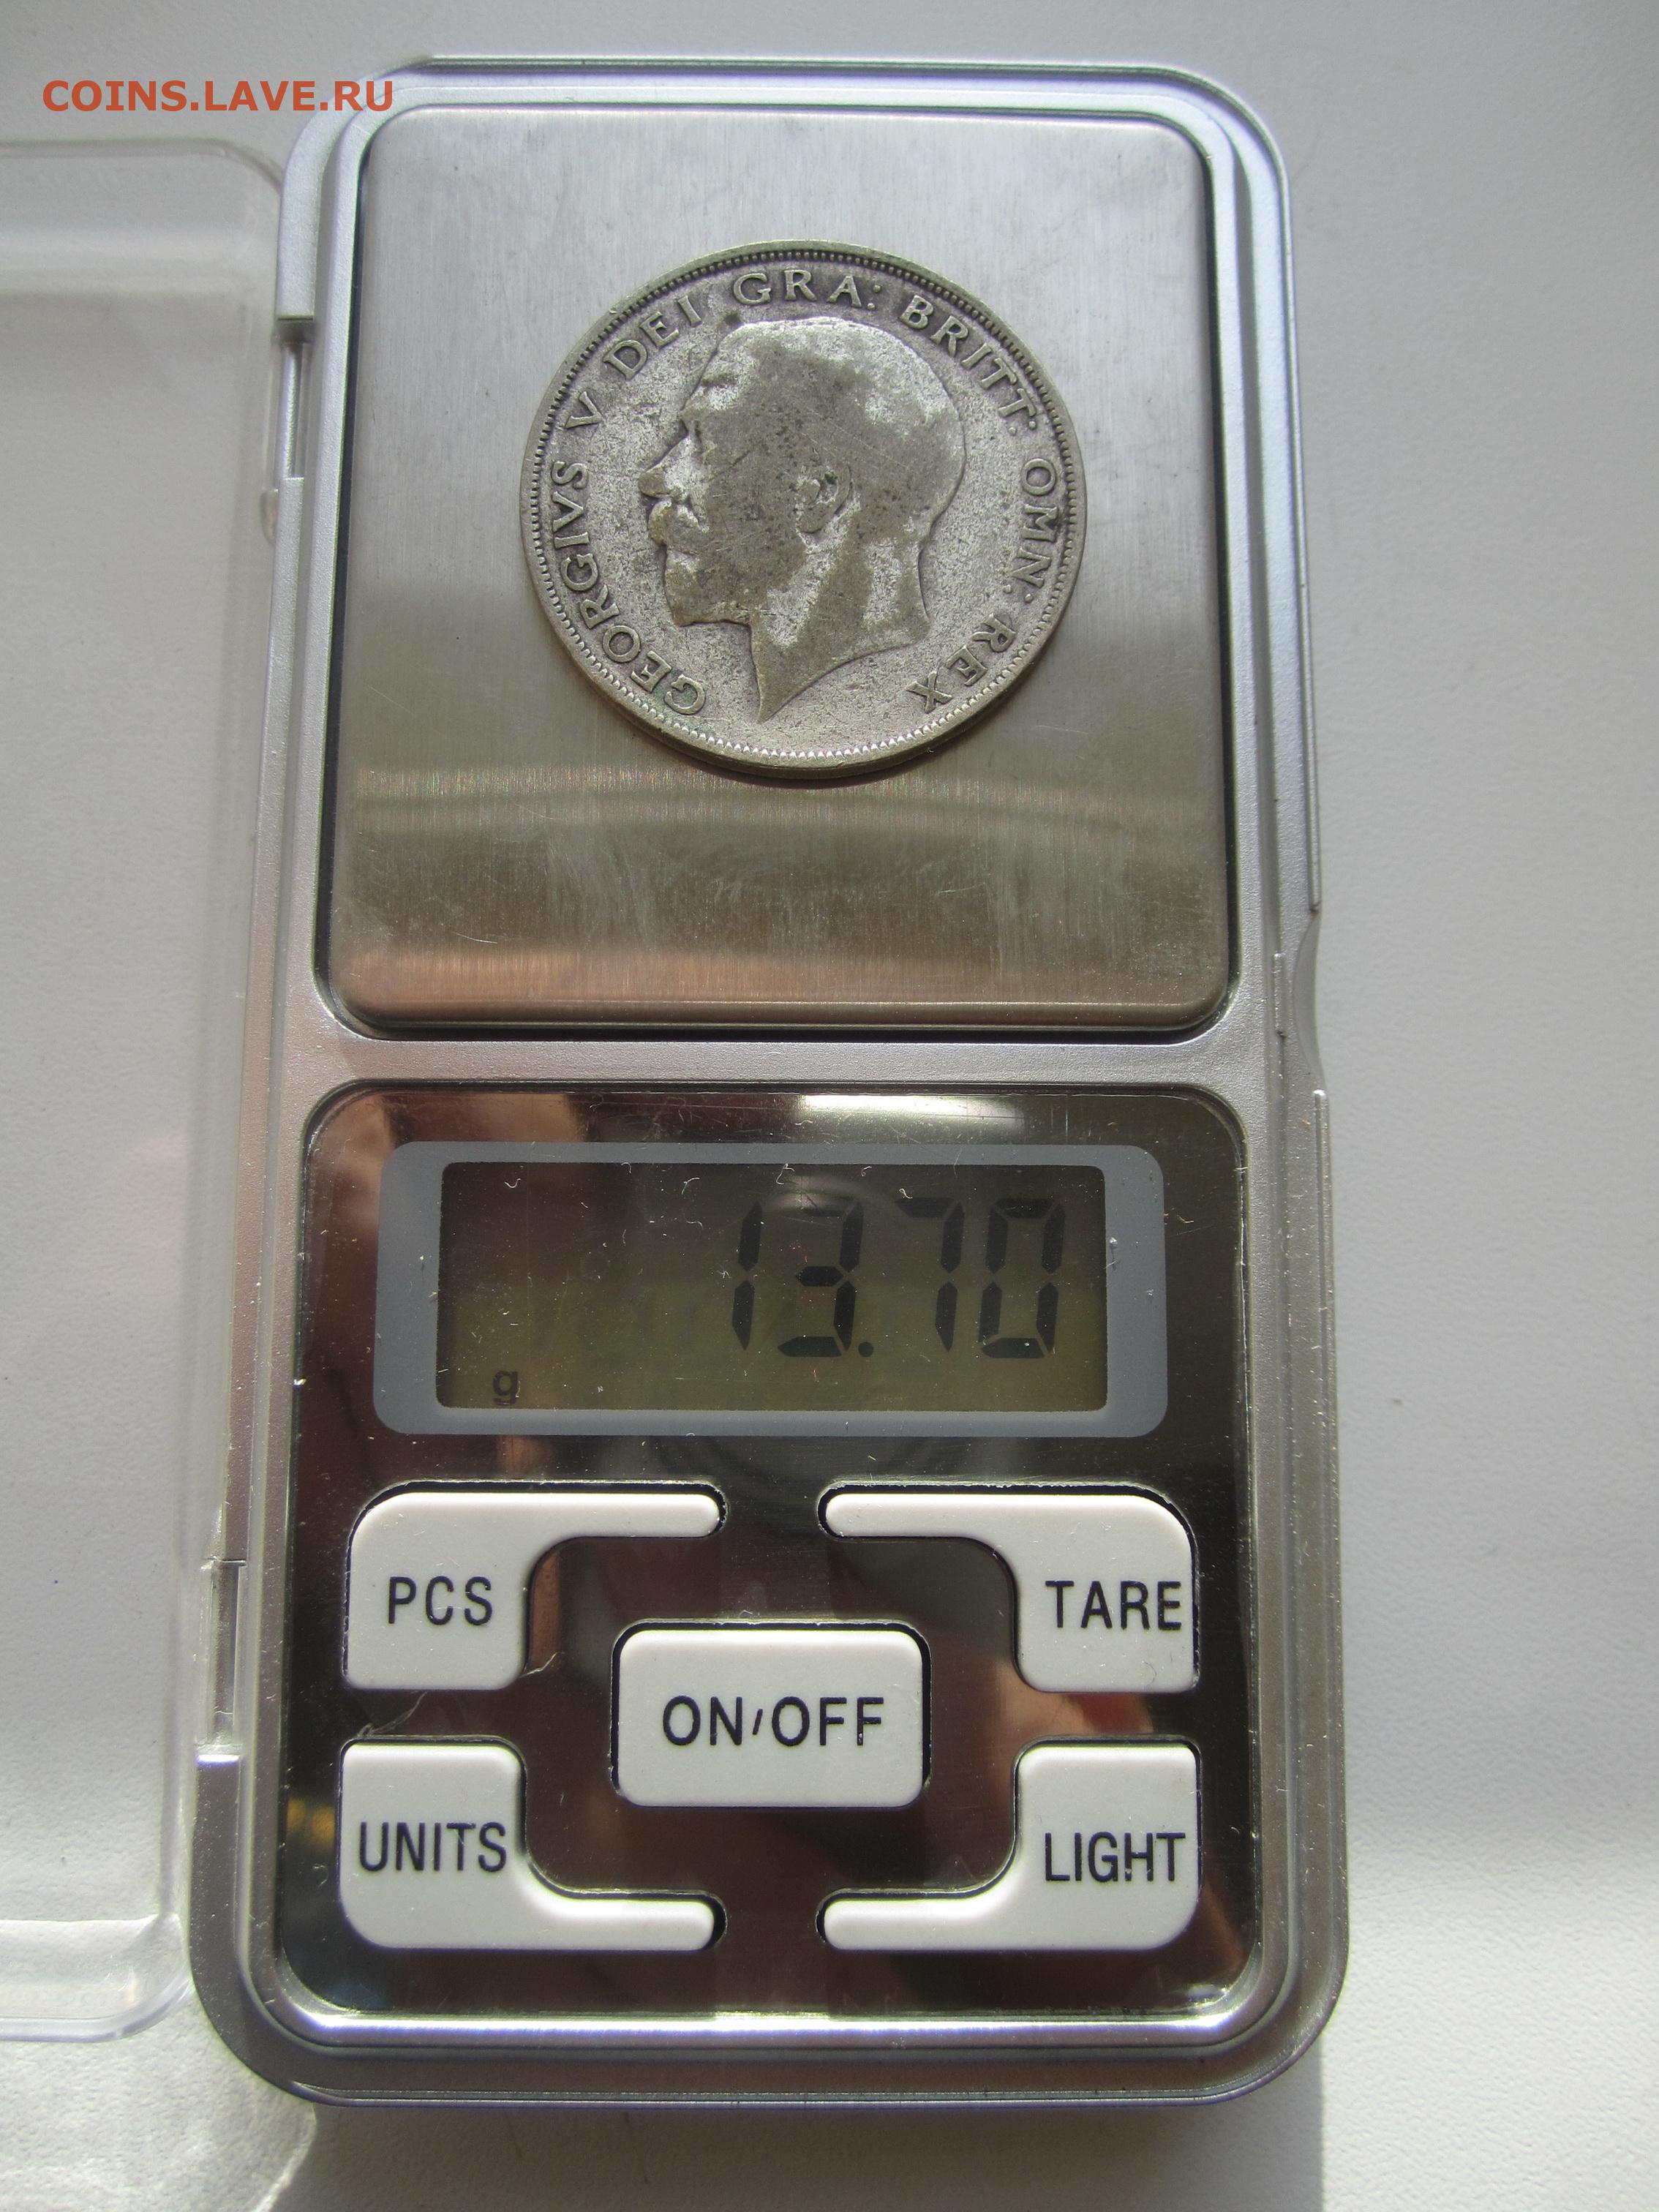 COINS.LAVE.RU
GEORGIVS V DEI GRA: BRITT: OMN: REX
13.70
g
PCS
TARE
ON/OFF
UNITS
LIGHT